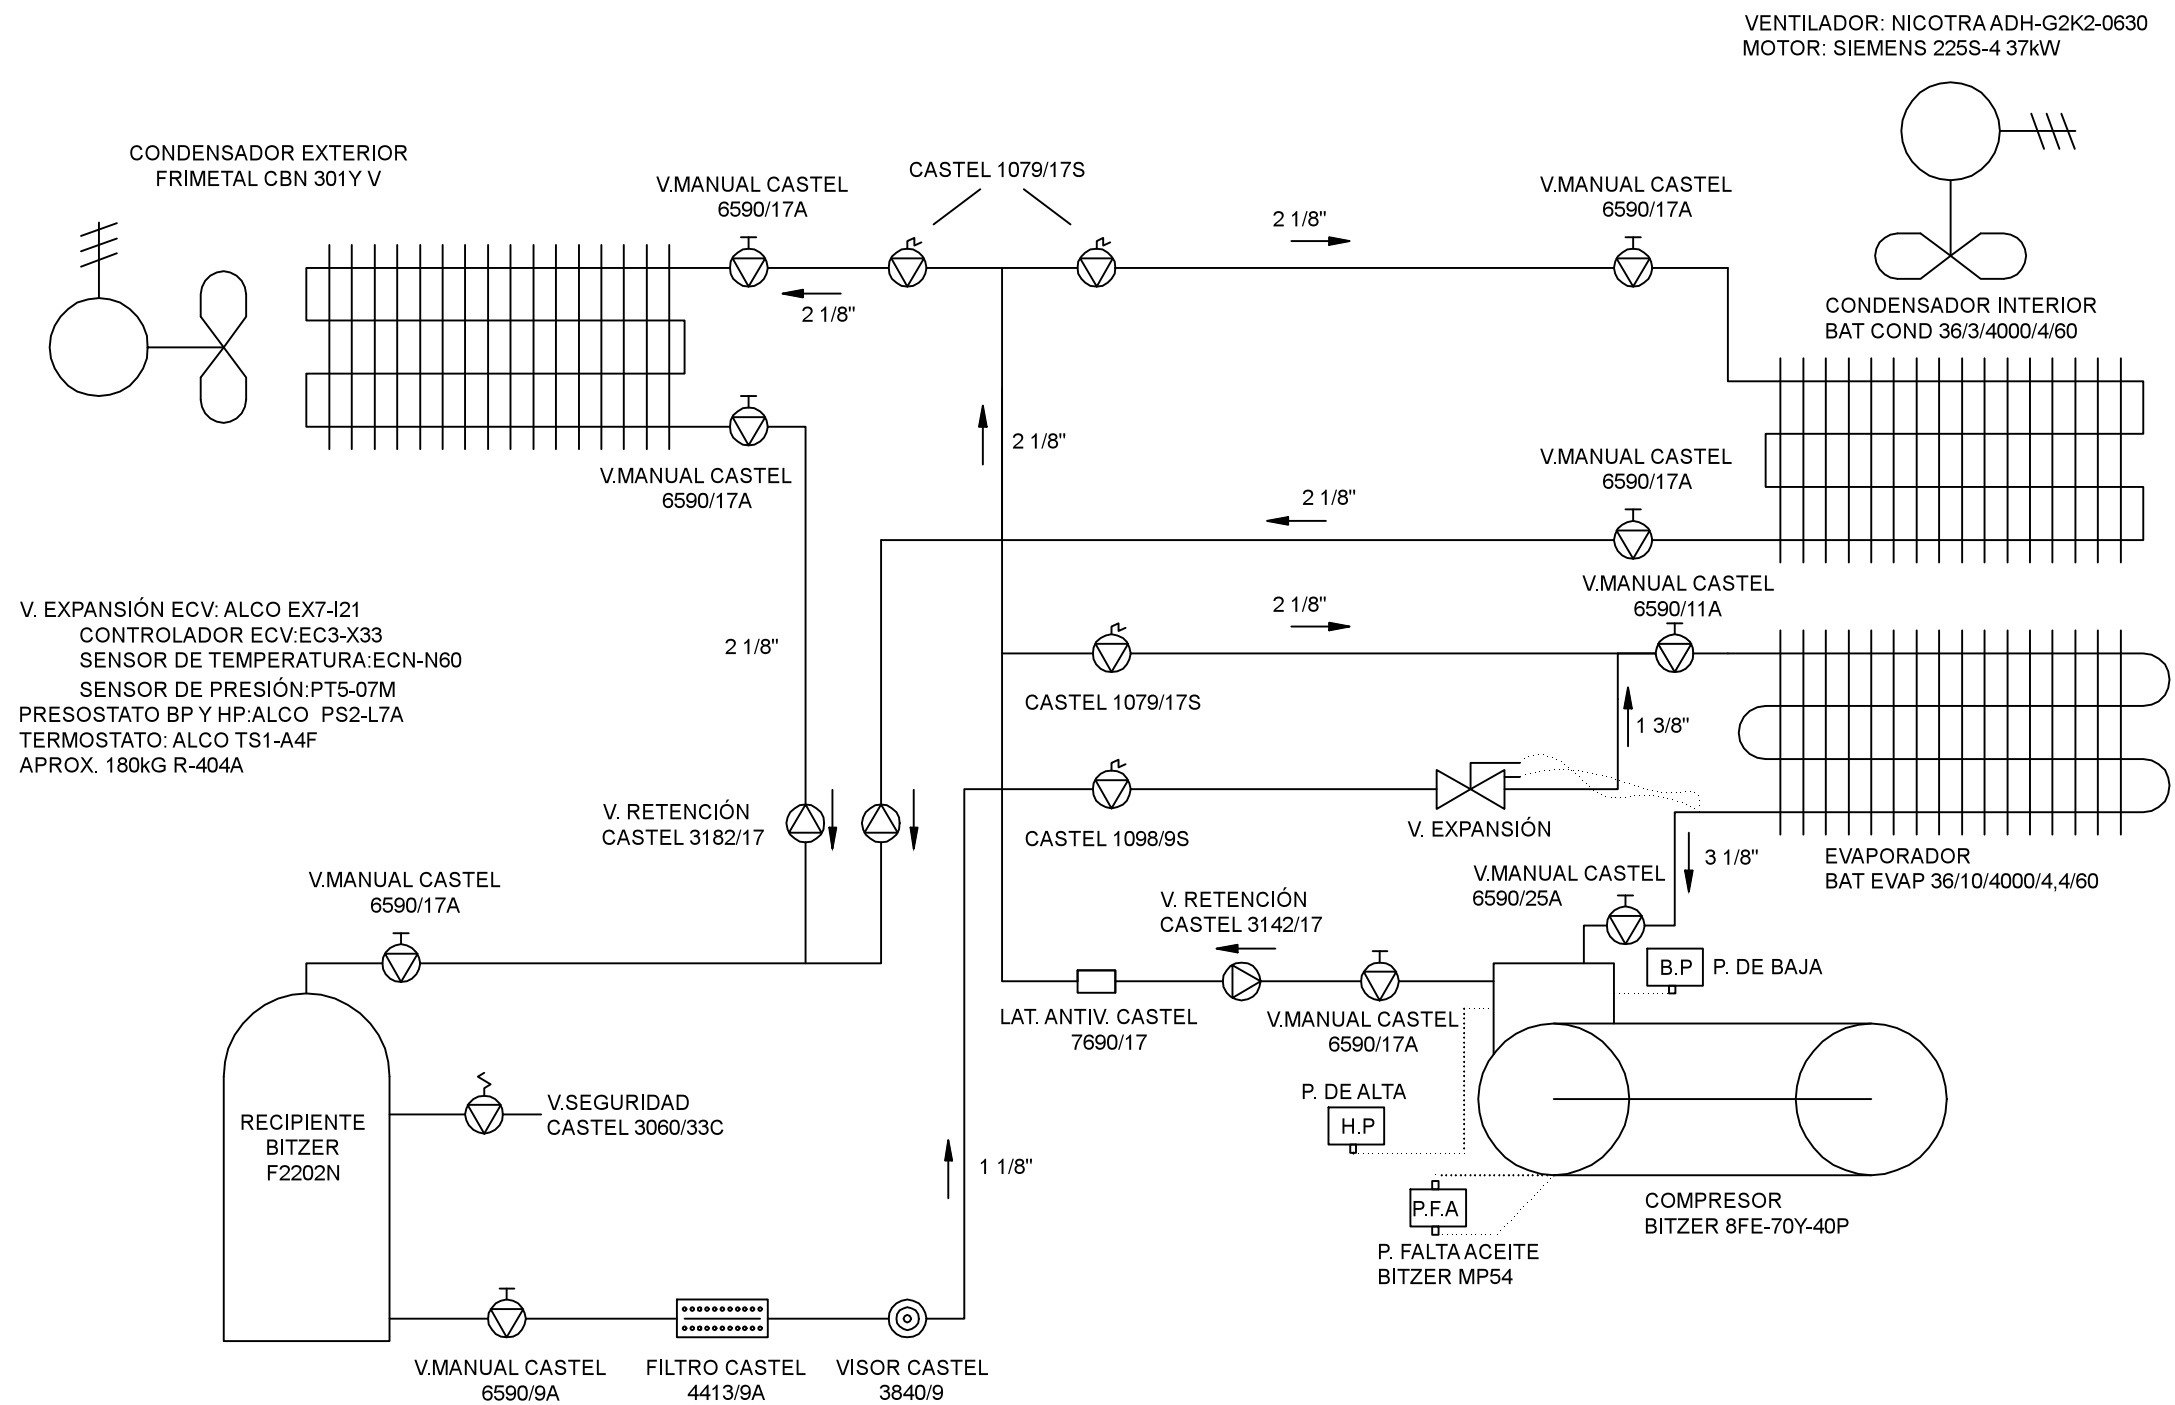 VENTILADOR: NICOTRA ADH-G2K2-0630
MOTOR: SIEMENS 225S-4 37kW
CONDENSADOR EXTERIOR
FRIMETAL CBN 301Y V
V.MANUAL CASTEL
6590/17A
CASTEL 1079/17S
2 1/8"
V.MANUAL CASTEL
6590/17A
2 1/8"
CONDENSADOR INTERIOR
BAT COND 36/3/4000/4/60
2 1/8"
V.MANUAL CASTEL
6590/17A
V.MANUAL CASTEL
6590/17A
2 1/8"
V.MANUAL CASTEL
6590/11A
2 1/8"
V. EXPANSIÓN ECV: ALCO EX7-I21
CONTROLADOR ECV:EC3-X33
SENSOR DE TEMPERATURA:ECN-N60
SENSOR DE PRESIÓN:PT5-07M
PRESOSTATO BP Y HP:ALCO  PS2-L7A
TERMOSTATO: ALCO TS1-A4F
APROX. 180kG R-404A
2 1/8"
CASTEL 1079/17S
1 3/8"
V. RETENCIÓN
CASTEL 3182/17
CASTEL 1098/9S
V. EXPANSIÓN
EVAPORADOR
BAT EVAP 36/10/4000/4,4/60
3 1/8"
V.MANUAL CASTEL
6590/25A
V.MANUAL CASTEL
6590/17A
V. RETENCIÓN
CASTEL 3142/17
B.P
P. DE BAJA
LAT. ANTIV. CASTEL
7690/17
V.MANUAL CASTEL
6590/17A
P. DE ALTA
H.P
V.SEGURIDAD
CASTEL 3060/33C
RECIPIENTE
BITZER
F2202N
1 1/8"
P.F.A
P. FALTA ACEITE
BITZER MP54
COMPRESOR
BITZER 8FE-70Y-40P
V.MANUAL CASTEL
6590/9A
FILTRO CASTEL
4413/9A
VISOR CASTEL
3840/9